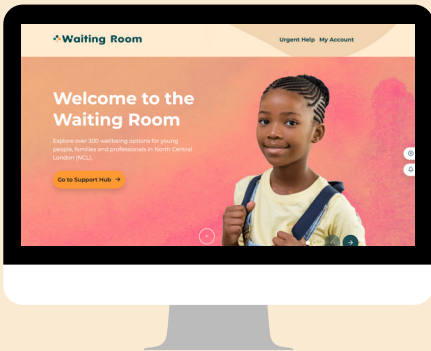 Waiting Room
Urgent Help My Account
Welcome to the
Waiting Room
Explore over 300 wellbeing options for young
people, families and professionals in North Central
London (NCL).
Go to Support Hub →